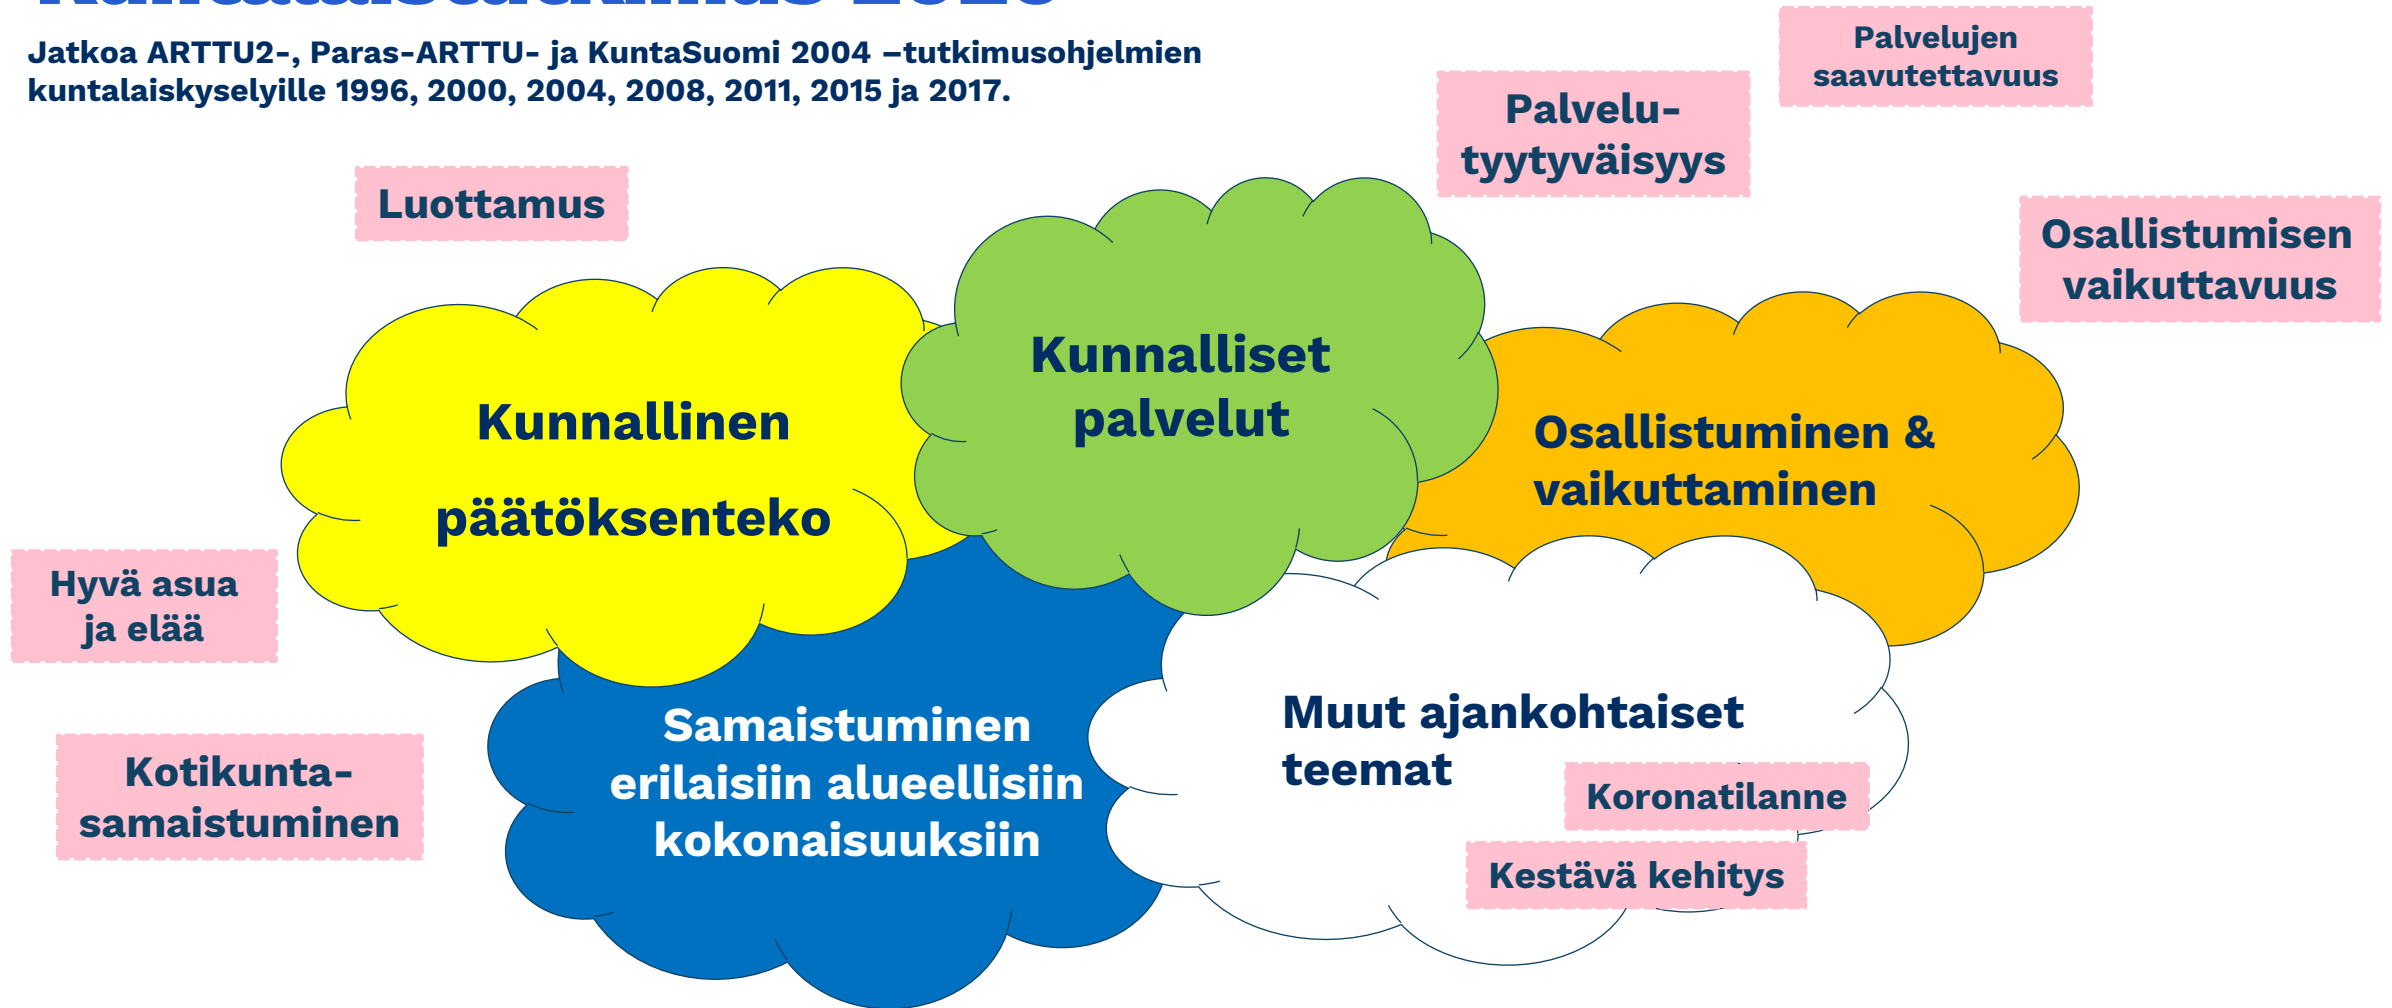 Jatkoa ARTTU2-, Paras-ARTTU- ja KuntaSuomi 2004 –tutkimusohjelmien
kuntalaiskyselyille 1996, 2000, 2004, 2008, 2011, 2015 ja 2017.
Palvelujen
saavutettavuus
Palvelu-
tyytyväisyys
Luottamus
Osallistumisen
vaikuttavuus
Kunnallinen
päätöksenteko
Kunnalliset
palvelut
Osallistuminen &
vaikuttaminen
Hyvä asua
ja elää
Kotikunta-
samaistuminen
Samaistuminen
erilaisiin alueellisiin
kokonaisuuksiin
Muut ajankohtaiset
teemat
Koronatilanne
Kestävä kehitys